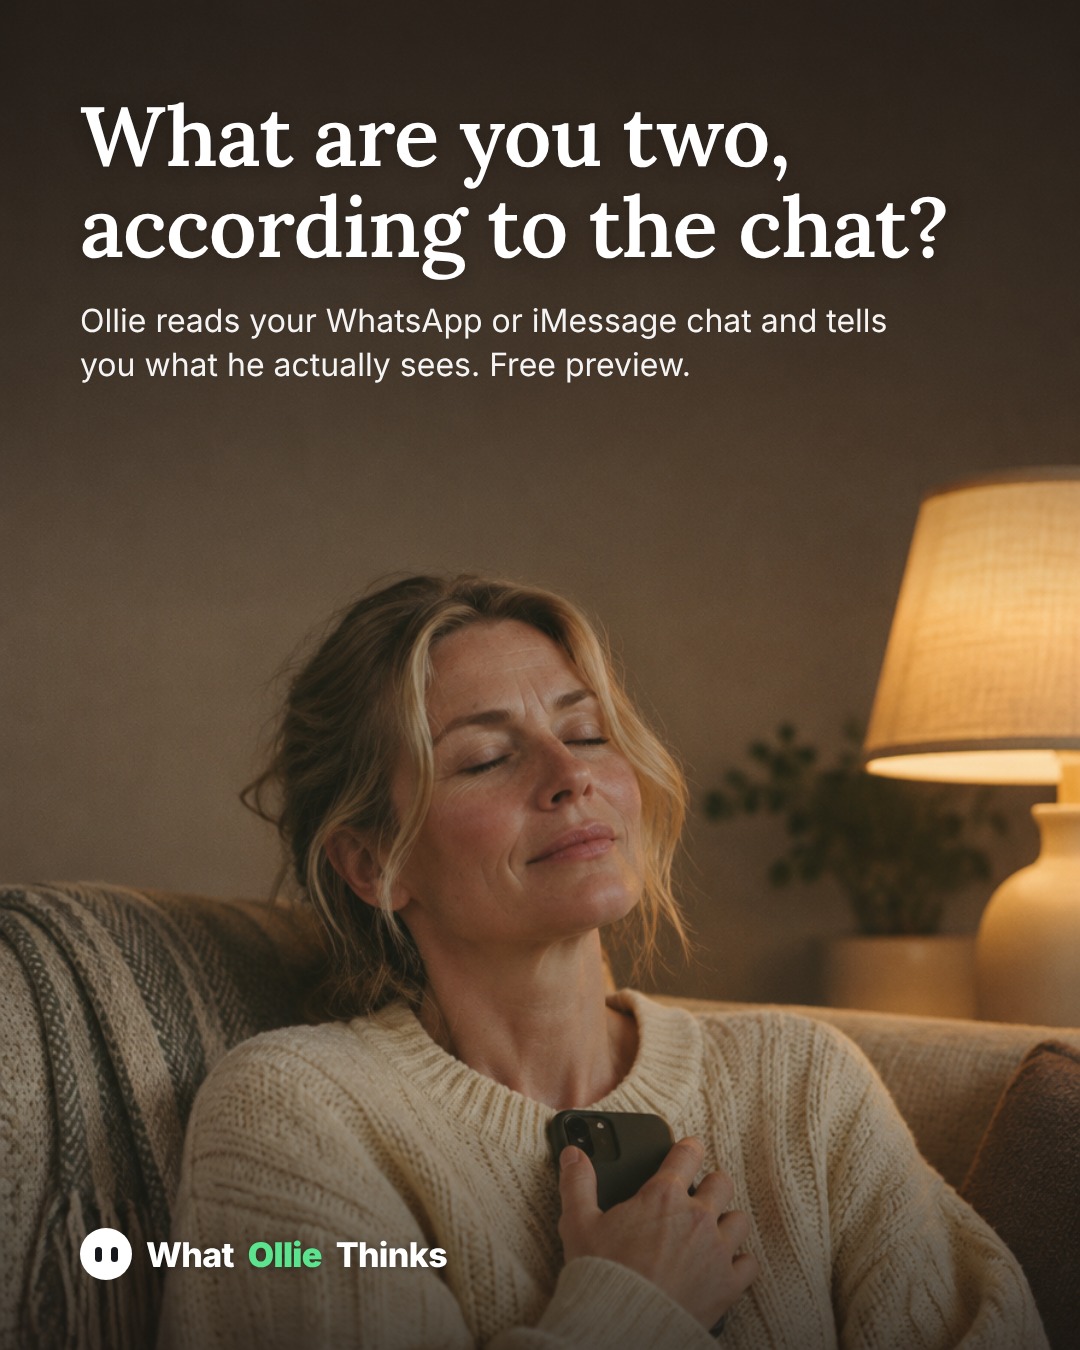 What are you two,
according to the chat?
Ollie reads your WhatsApp or iMessage chat and tells
you what he actually sees. Free preview.
What Ollie Thinks